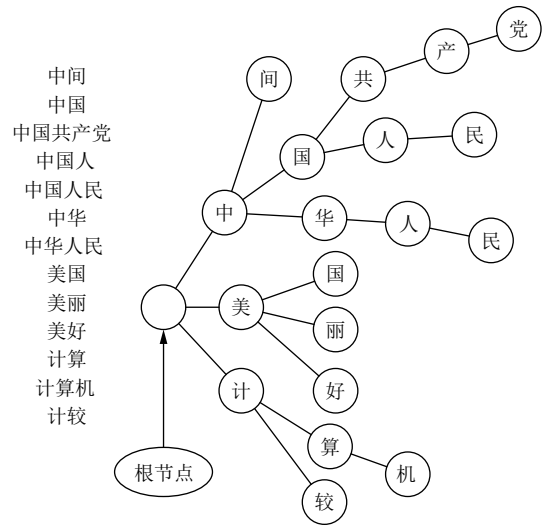 中间
中国
中国共产党
中国人
中国人民
中华
中华人民
美国
美丽
美好
计算
计算机
计较
党
产
共
间
民
人
国
中
华
人
民
国
美
丽
计
好
算
机
较
根节点